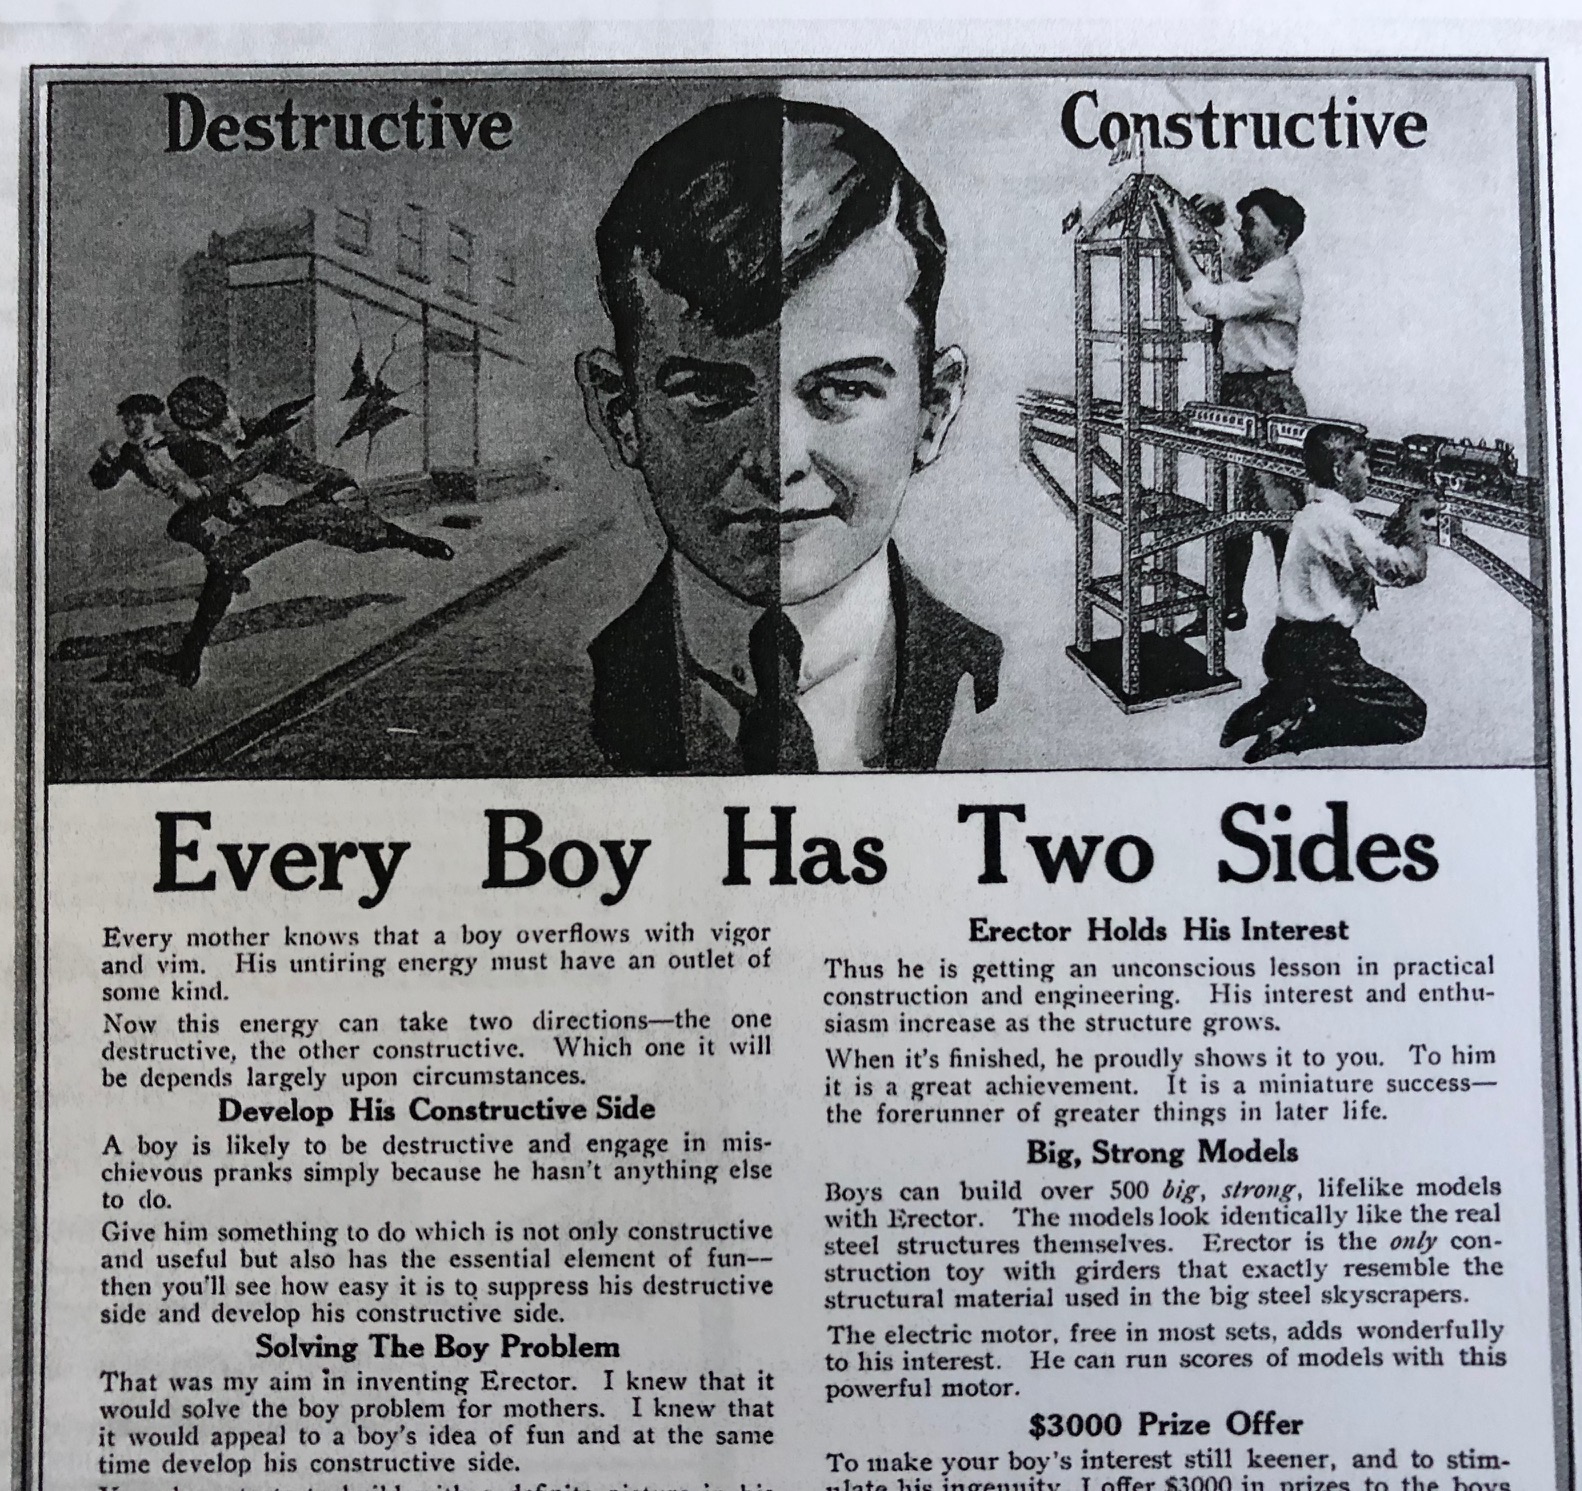 Destructive
Constructive
Every Boy Has Two Sides
Every mother knows that a boy overflows with vigor
and vim. His untiring energy must have an outlet of
some kind.
Now this energy can take two directions—the one
destructive, the other constructive. Which one it will
be depends largely upon circumstances.
Develop His Constructive Side
A boy is likely to be destructive and engage in mis-
chievous pranks simply because he hasn't anything else
to do.
Give him something to do which is not only constructive
and useful but also has the essential element of fun—
then you'll see how easy it is to suppress his destructive
side and develop his constructive side.
Solving The Boy Problem
That was my aim in inventing Erector. I knew that it
would solve the boy problem for mothers. I knew that
it would appeal to a boy's idea of fun and at the same
time develop his constructive side.
Erector Holds His Interest
Thus he is getting an unconscious lesson in practical
construction and engineering. His interest and enthu-
siasm increase as the structure grows.
When it's finished, he proudly shows it to you. To him
it is a great achievement. It is a miniature success—
the forerunner of greater things in later life.
Big, Strong Models
Boys can build over 500 big, strong, lifelike models
with Erector. The models look identically like the real
steel structures themselves. Erector is the only con-
struction toy with girders that exactly resemble the
structural material used in the big steel skyscrapers.
The electric motor, free in most sets, adds wonderfully
to his interest. He can run scores of models with this
powerful motor.
$3000 Prize Offer
To make your boy's interest still keener, and to stim-
ulate his ingenuity, I offer $3000 in prizes to the boys